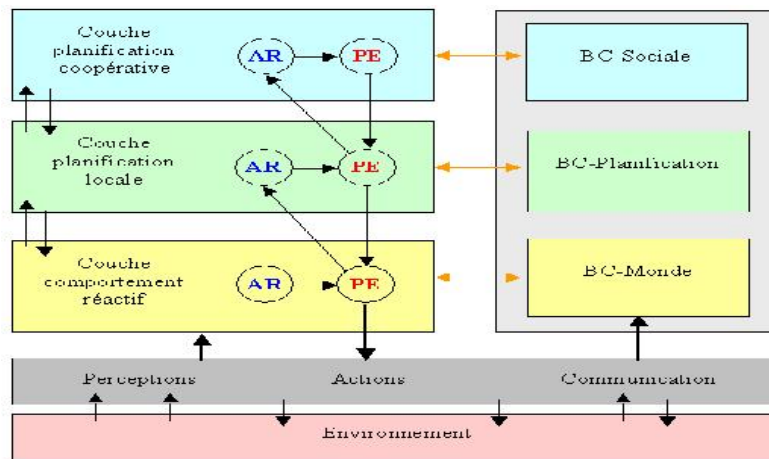 Couche
planification
coopérative
AR
PE
BC Sociale
Couche
planification
locale
AR
PE
BC-Planification
Couche
comportement
réactif
AR
PE
BC-Monde
Perceptions
Actions
Communication
Environnement